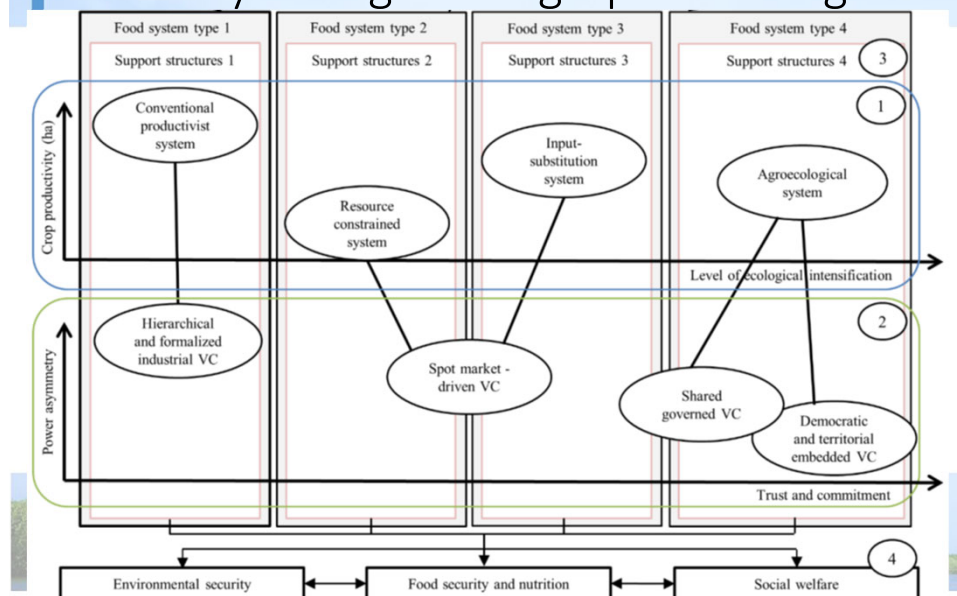 Food system type 1
Food system type 2
Food system type 3
Food system type 4
Support structures 1
Support structures 2
Support structures 3
Support structures 4
3
1
Crop productivity (ha)
Conventional
productivist
system
Resource
constrained
system
Input-
substitution
system
Agroecological
system
Level of ecological intensification
2
Power asymmetry
Hierarchical
and formalized
industrial VC
Spot market -
driven VC
Shared
governed VC
Democratic
and territorial
embedded VC
Trust and commitment
4
Environmental security
Food security and nutrition
Social welfare